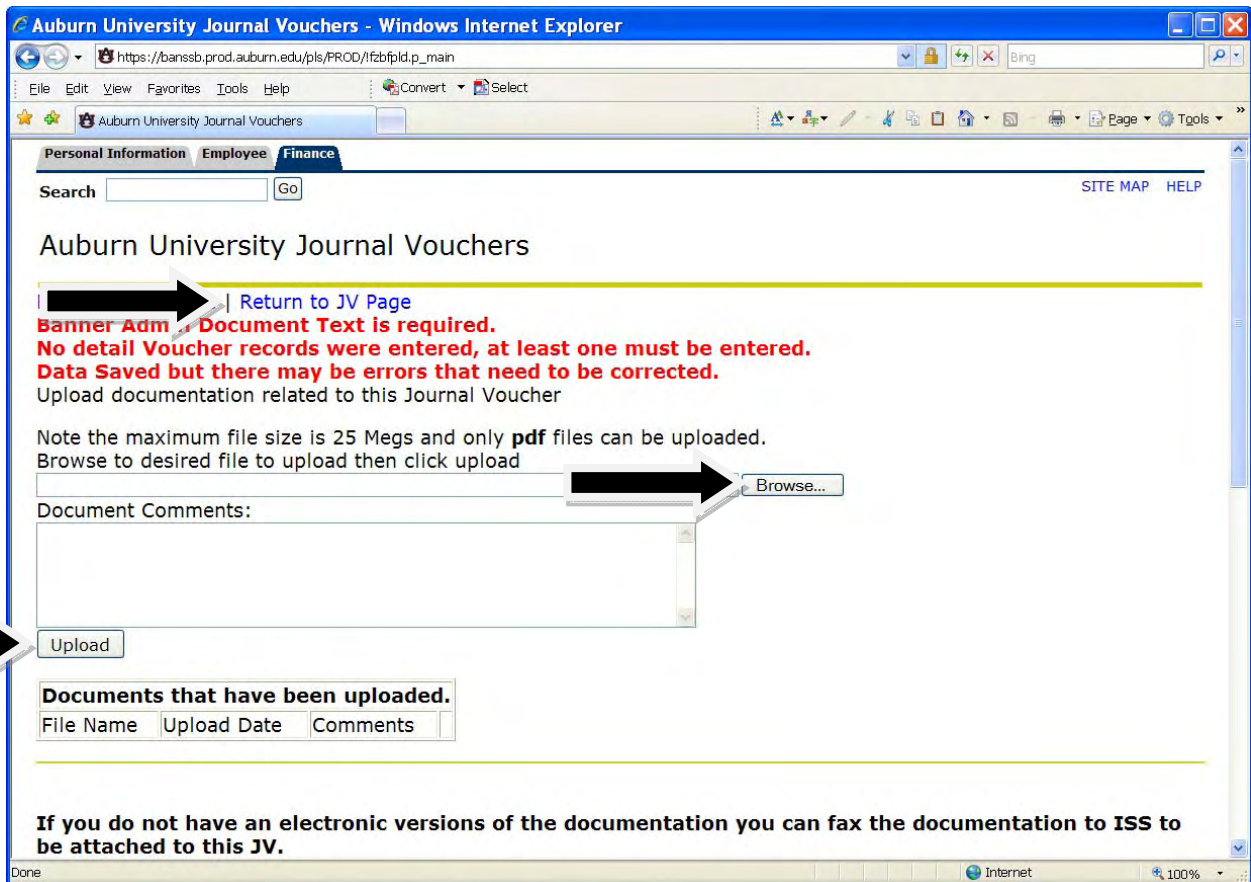 Auburn University Journal Vouchers - Windows Internet Explorer
https://banssb.prod.auburn.edu/pls/PROD/!fzbfpld.p_main Bing
File Edit View Favorites Tools Help Convert Select
Auburn University Journal Vouchers Page Tools
Personal Information Employee Finance
Search Go SITE MAP HELP
Auburn University Journal Vouchers
| Return to JV Page
Banner Document Text is required.
No detail Voucher records were entered, at least one must be entered.
Data Saved but there may be errors that need to be corrected.
Upload documentation related to this Journal Voucher
Note the maximum file size is 25 Megs and only pdf files can be uploaded.
Browse to desired file to upload then click upload
Browse...
Document Comments:
Upload
Documents that have been uploaded.
File Name Upload Date Comments
If you do not have an electronic versions of the documentation you can fax the documentation to ISS to
be attached to this JV.
Done Internet 100%